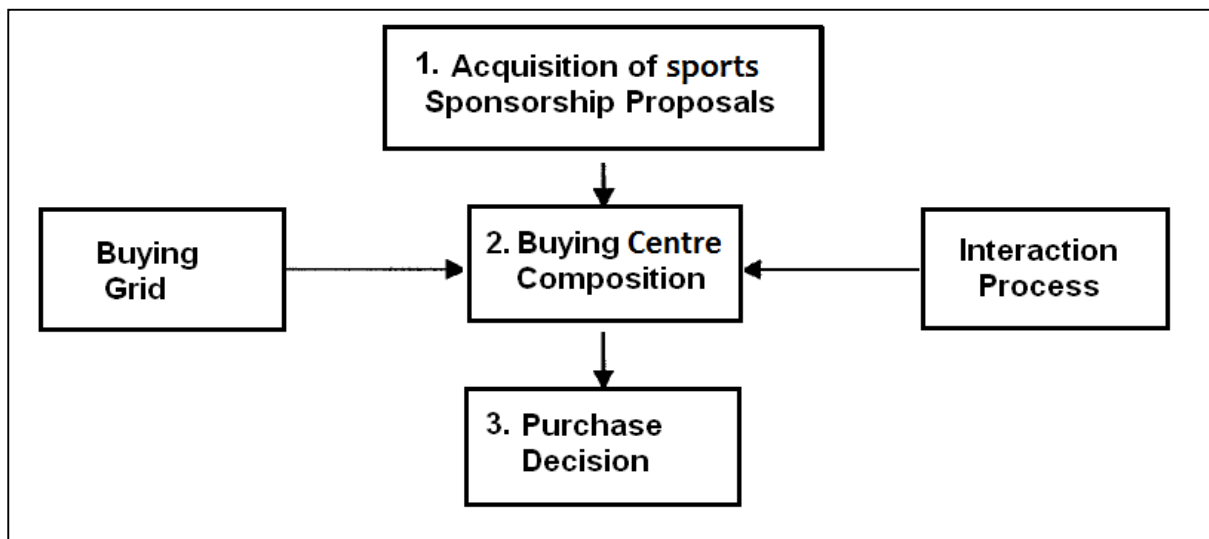 1. Acquisition of sports
Sponsorship Proposals
Buying
Grid
2. Buying Centre
Composition
Interaction
Process
3. Purchase
Decision